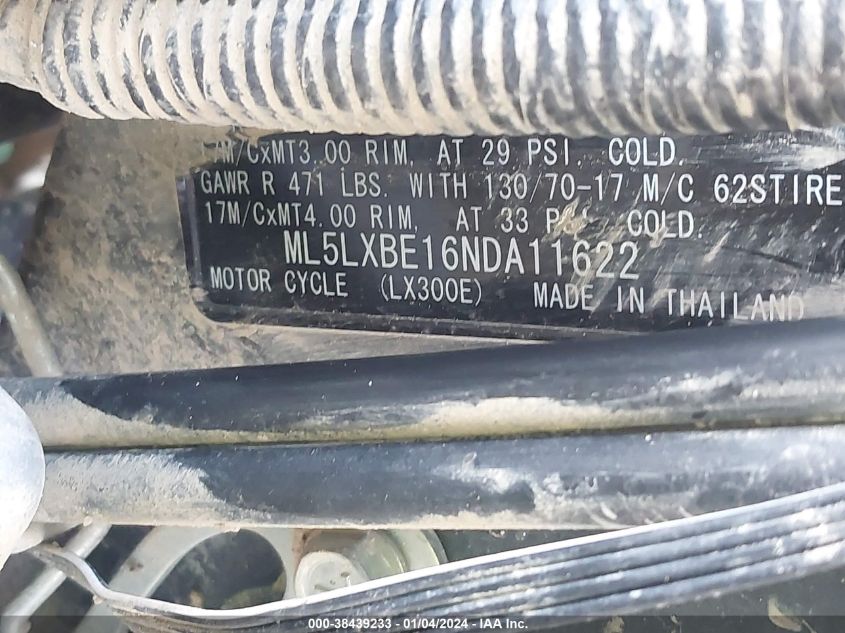 M/CxMT3.00 RIM, AT 29 PSI. COLD.
GAWR R 471 LBS. WITH 130/70-17 M/C 62STIRE
17M/CxMT4.00 RIM, AT 33 PSI. COLD.
ML5LXBE16NDA11622
MOTOR CYCLE (LX300E) MADE IN THAILAND
000-38439233 - 01/04/2024 - IAA Inc.